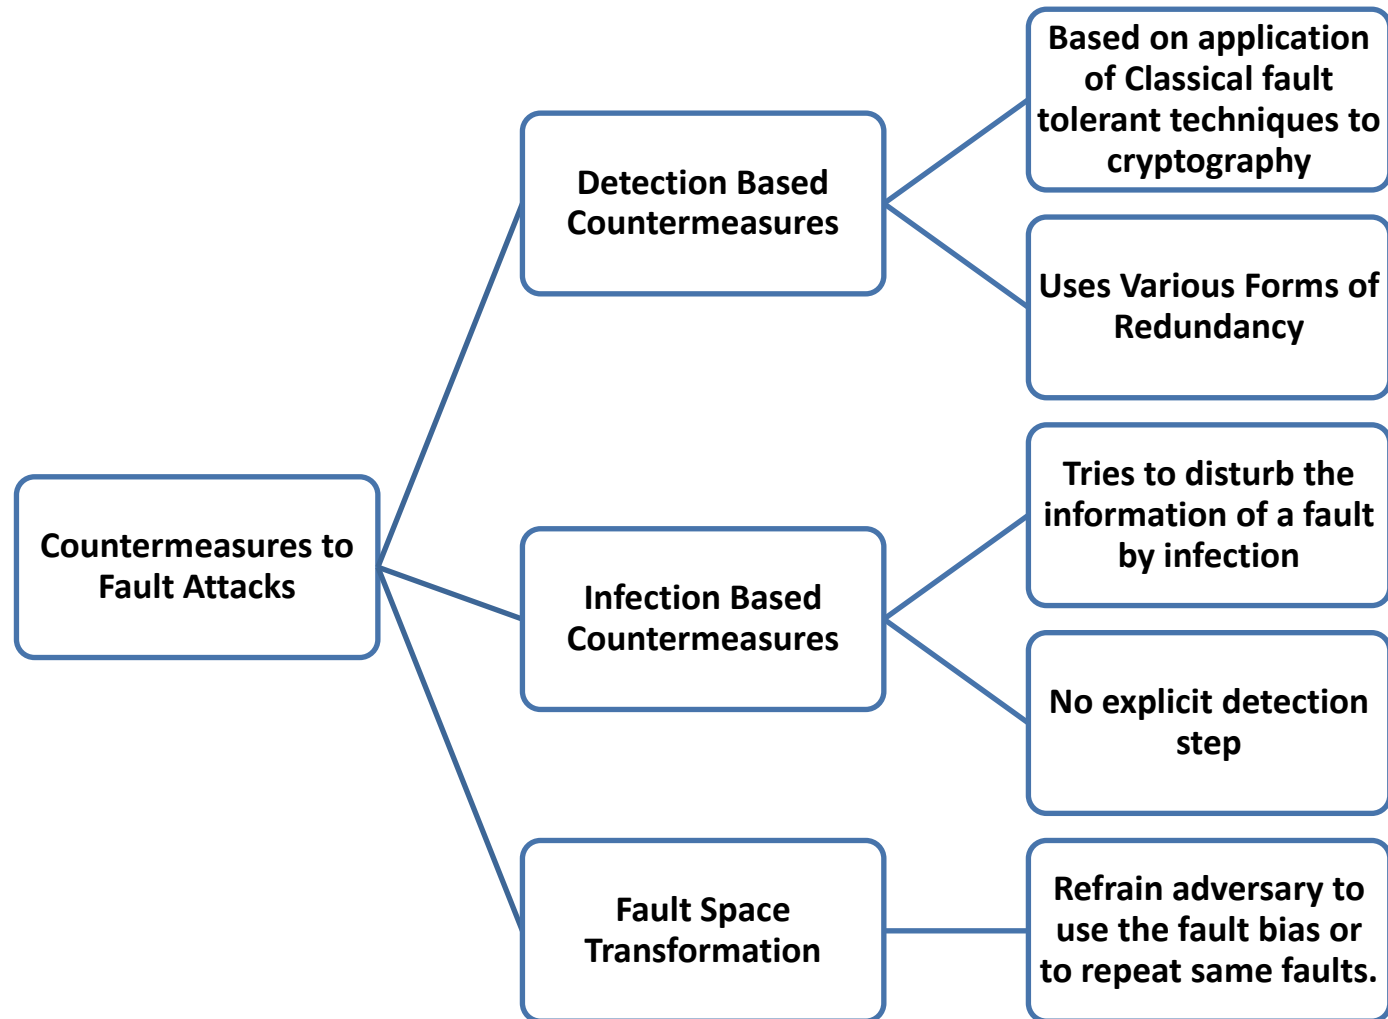 Countermeasures to
Fault Attacks
Detection Based
Countermeasures
Based on application
of Classical fault
tolerant techniques to
cryptography
Uses Various Forms of
Redundancy
Infection Based
Countermeasures
Tries to disturb the
information of a fault
by infection
No explicit detection
step
Fault Space
Transformation
Refrain adversary to
use the fault bias or
to repeat same faults.